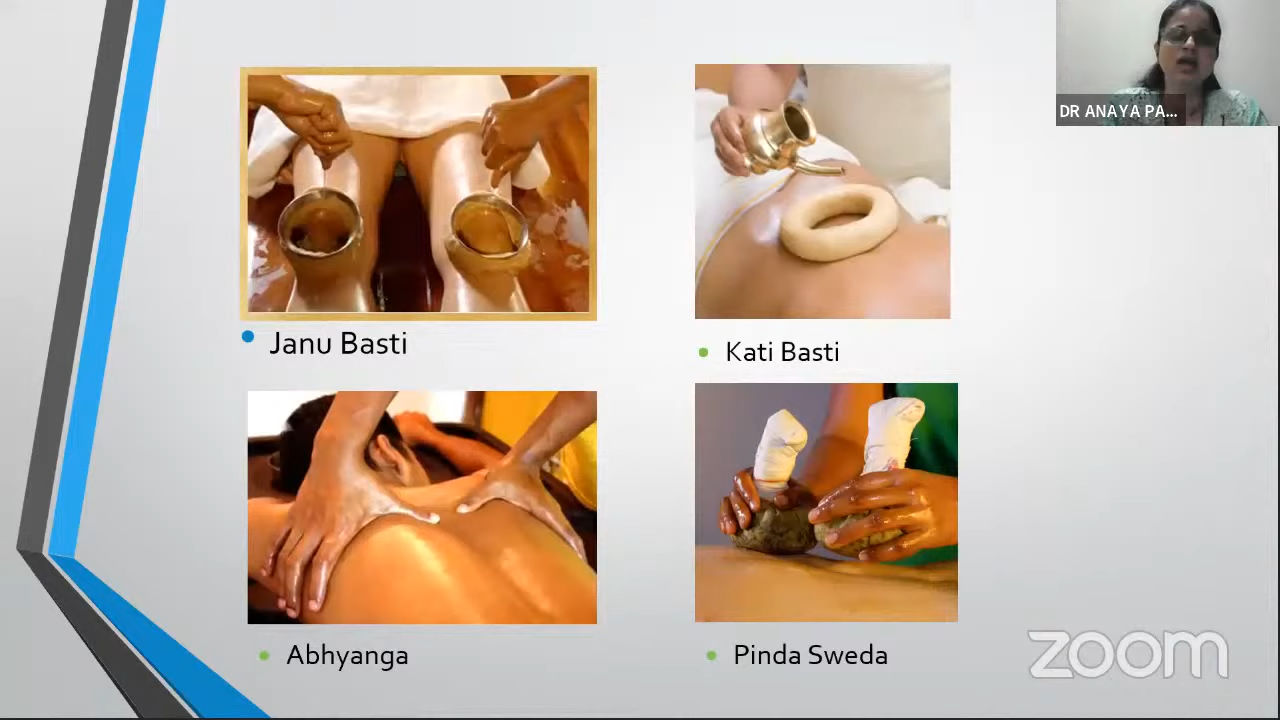 DR ANAYA PA...
Janu Basti
Kati Basti
Abhyanga
Pinda Sweda
zoom